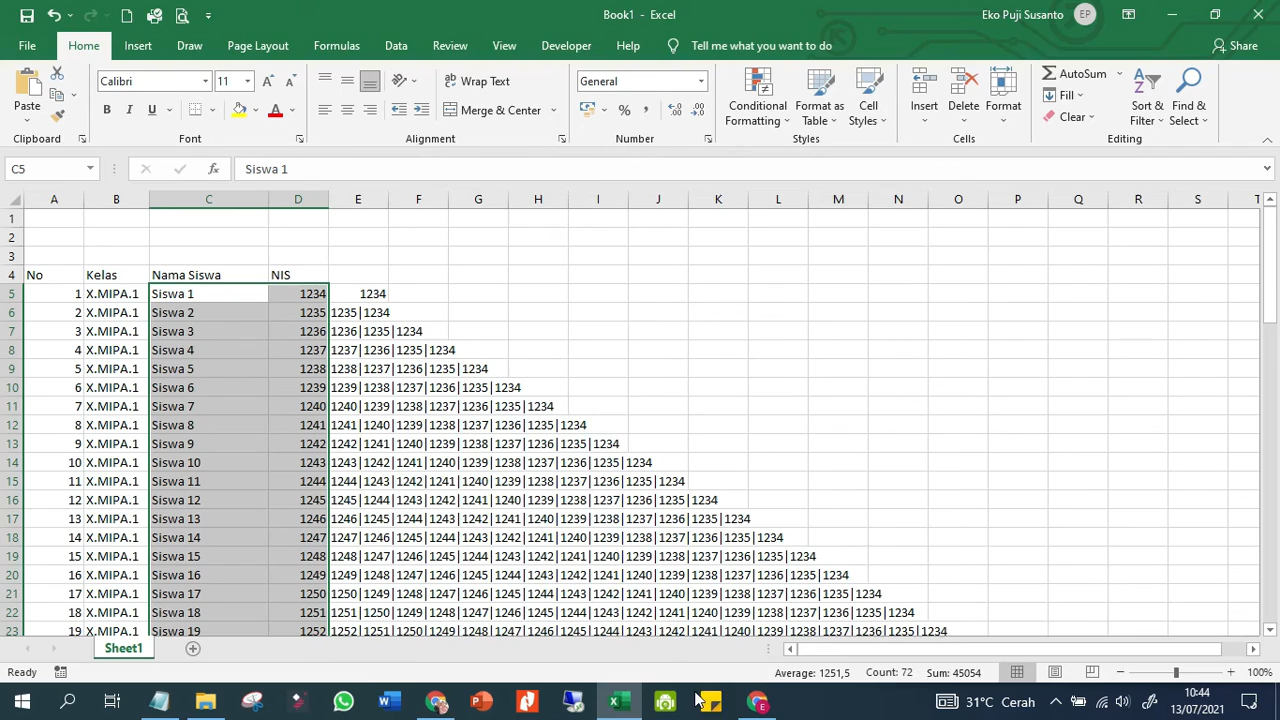 Book1 - Excel
Eko Puji Susanto EP
File Home Insert Draw Page Layout Formulas Data Review View Developer Help Tell me what you want to do Share
Calibri 11 Wrap Text General AutoSum
Fill
Paste B I U Merge & Center % , Conditional Formatting Format as Table Cell Styles Insert Delete Format Clear Sort & Filter Find & Select
Clipboard Font Alignment Number Styles Cells Editing
C5 fx Siswa 1
A B C D E F G H I J K L M N O P Q R S T
1
2
3
4 No Kelas Nama Siswa NIS
5 1 X.MIPA.1 Siswa 1 1234 1234
6 2 X.MIPA.1 Siswa 2 1235 1235|1234
7 3 X.MIPA.1 Siswa 3 1236 1236|1235|1234
8 4 X.MIPA.1 Siswa 4 1237 1237|1236|1235|1234
9 5 X.MIPA.1 Siswa 5 1238 1238|1237|1236|1235|1234
10 6 X.MIPA.1 Siswa 6 1239 1239|1238|1237|1236|1235|1234
11 7 X.MIPA.1 Siswa 7 1240 1240|1239|1238|1237|1236|1235|1234
12 8 X.MIPA.1 Siswa 8 1241 1241|1240|1239|1238|1237|1236|1235|1234
13 9 X.MIPA.1 Siswa 9 1242 1242|1241|1240|1239|1238|1237|1236|1235|1234
14 10 X.MIPA.1 Siswa 10 1243 1243|1242|1241|1240|1239|1238|1237|1236|1235|1234
15 11 X.MIPA.1 Siswa 11 1244 1244|1243|1242|1241|1240|1239|1238|1237|1236|1235|1234
16 12 X.MIPA.1 Siswa 12 1245 1245|1244|1243|1242|1241|1240|1239|1238|1237|1236|1235|1234
17 13 X.MIPA.1 Siswa 13 1246 1246|1245|1244|1243|1242|1241|1240|1239|1238|1237|1236|1235|1234
18 14 X.MIPA.1 Siswa 14 1247 1247|1246|1245|1244|1243|1242|1241|1240|1239|1238|1237|1236|1235|1234
19 15 X.MIPA.1 Siswa 15 1248 1248|1247|1246|1245|1244|1243|1242|1241|1240|1239|1238|1237|1236|1235|1234
20 16 X.MIPA.1 Siswa 16 1249 1249|1248|1247|1246|1245|1244|1243|1242|1241|1240|1239|1238|1237|1236|1235|1234
21 17 X.MIPA.1 Siswa 17 1250 1250|1249|1248|1247|1246|1245|1244|1243|1242|1241|1240|1239|1238|1237|1236|1235|1234
22 18 X.MIPA.1 Siswa 18 1251 1251|1250|1249|1248|1247|1246|1245|1244|1243|1242|1241|1240|1239|1238|1237|1236|1235|1234
23 19 X.MIPA.1 Siswa 19 1252 1252|1251|1250|1249|1248|1247|1246|1245|1244|1243|1242|1241|1240|1239|1238|1237|1236|1235|1234
Sheet1
Ready Average: 1251,5 Count: 72 Sum: 45054 100%
31°C Cerah 10:44
13/07/2021